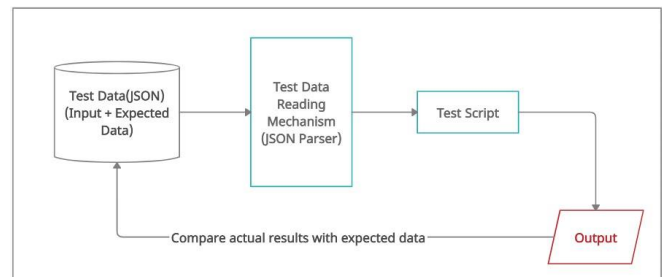 Test Data(JSON)
(Input + Expected
Data)
Test Data
Reading
Mechanism
(JSON Parser)
Test Script
Compare actual results with expected data
Output